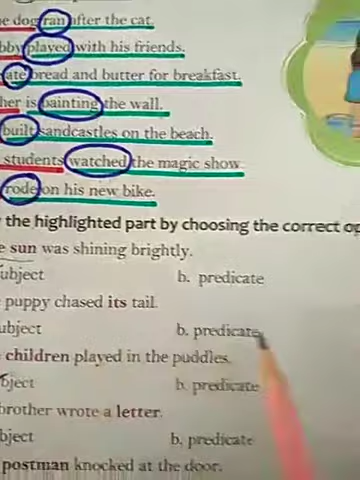 e dog ran after the cat.
bby played with his friends.
ate bread and butter for breakfast.
her is painting the wall.
built sandcastles on the beach.
students watched the magic show.
rode on his new bike.
the highlighted part by choosing the correct op
e sun was shining brightly.
ubject b. predicate
puppy chased its tail.
ubject b. predicate
children played in the puddles.
bject b. predicate
brother wrote a letter.
bject b. predicate
postman knocked at the door.